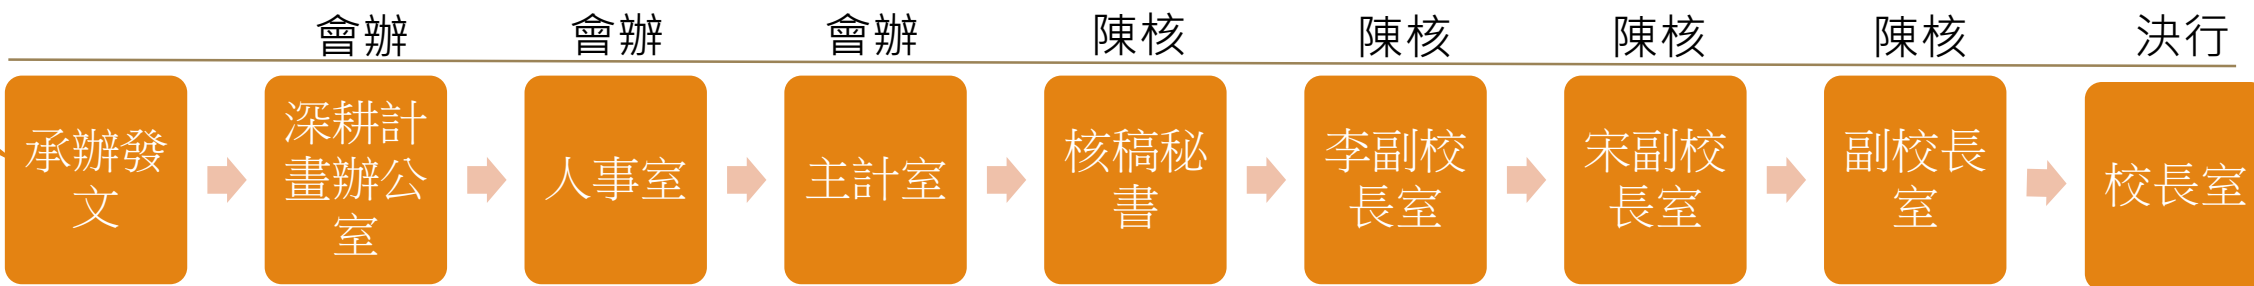 會辦 會辦 會辦 陳核 陳核 陳核 陳核 決行
承辦發
文
深耕計
畫辦公
室
人事室
主計室
核稿秘
書
李副校
長室
宋副校
長室
副校長
室
校長室